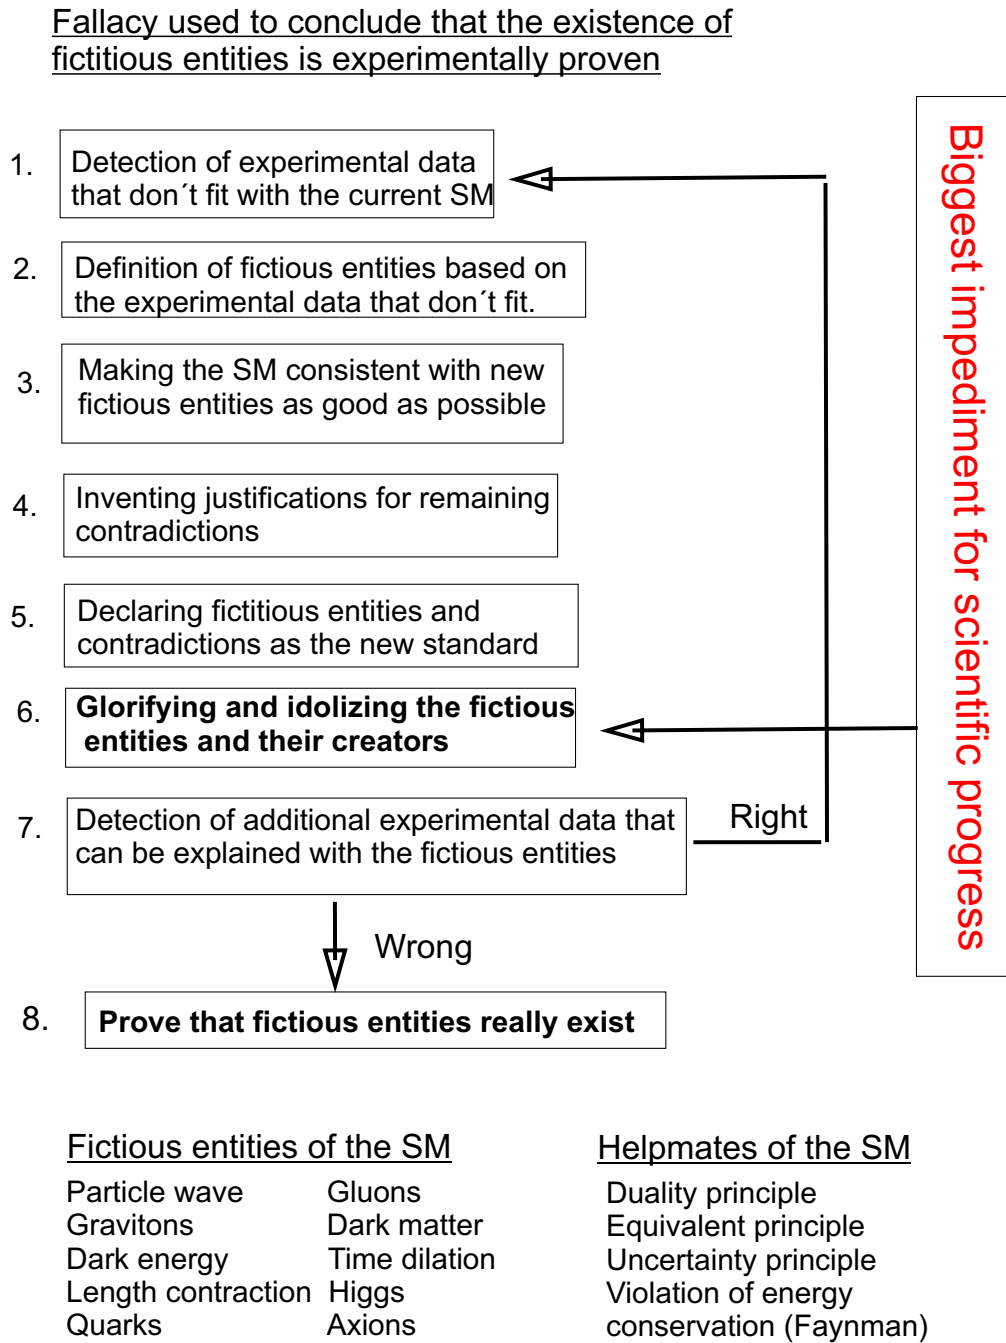 Fallacy used to conclude that the existence of
fictitious entities is experimentally proven
1. Detection of experimental data
that don´t fit with the current SM
2. Definition of fictious entities based on
the experimental data that don´t fit.
3. Making the SM consistent with new
fictious entities as good as possible
4. Inventing justifications for remaining
contradictions
5. Declaring fictitious entities and
contradictions as the new standard
6. Glorifying and idolizing the fictious
entities and their creators
7. Detection of additional experimental data that
can be explained with the fictious entities
Right
Wrong
8. Prove that fictious entities really exist
Biggest impediment for scientific progress
Fictious entities of the SM
Particle wave Gluons
Gravitons Dark matter
Dark energy Time dilation
Length contraction Higgs
Quarks Axions
Helpmates of the SM
Duality principle
Equivalent principle
Uncertainty principle
Violation of energy
conservation (Faynman)